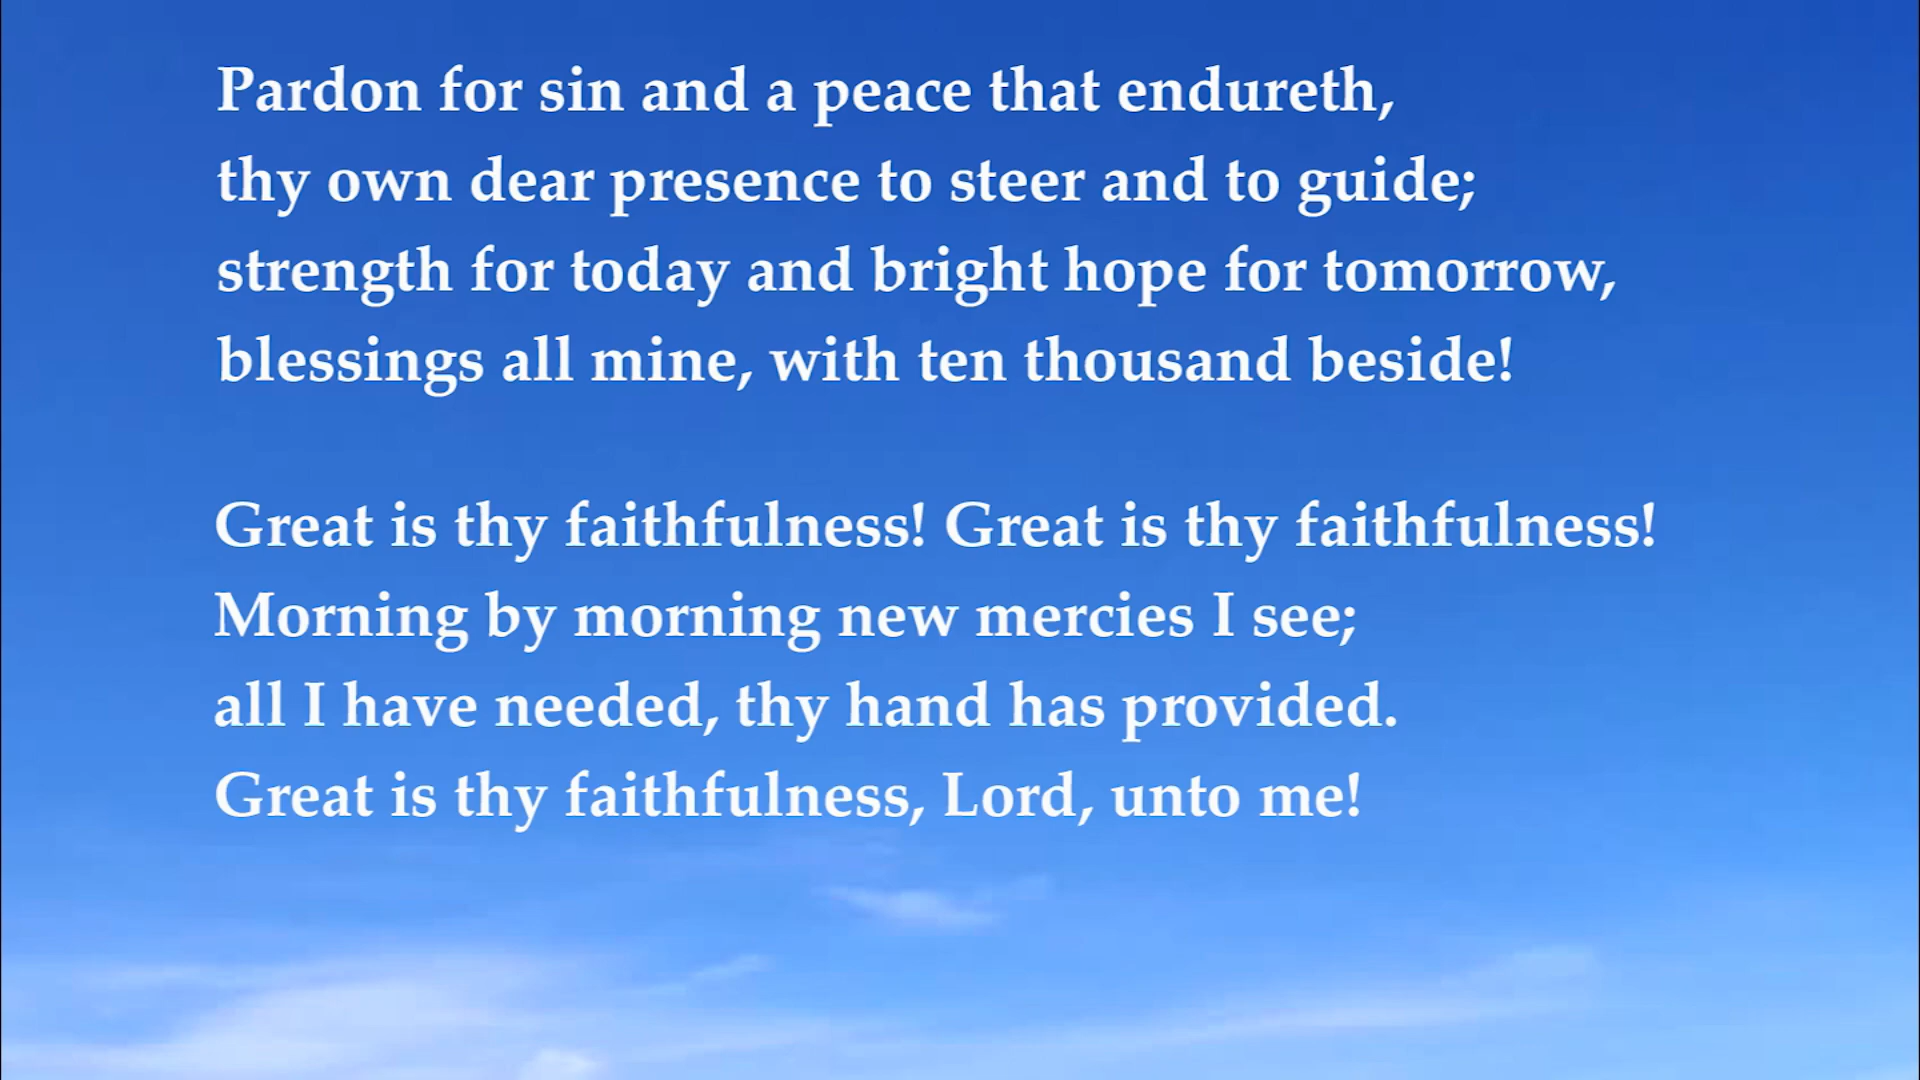 Pardon for sin and a peace that endureth,
thy own dear presence to steer and to guide;
strength for today and bright hope for tomorrow,
blessings all mine, with ten thousand beside!
Great is thy faithfulness! Great is thy faithfulness!
Morning by morning new mercies I see;
all I have needed, thy hand has provided.
Great is thy faithfulness, Lord, unto me!